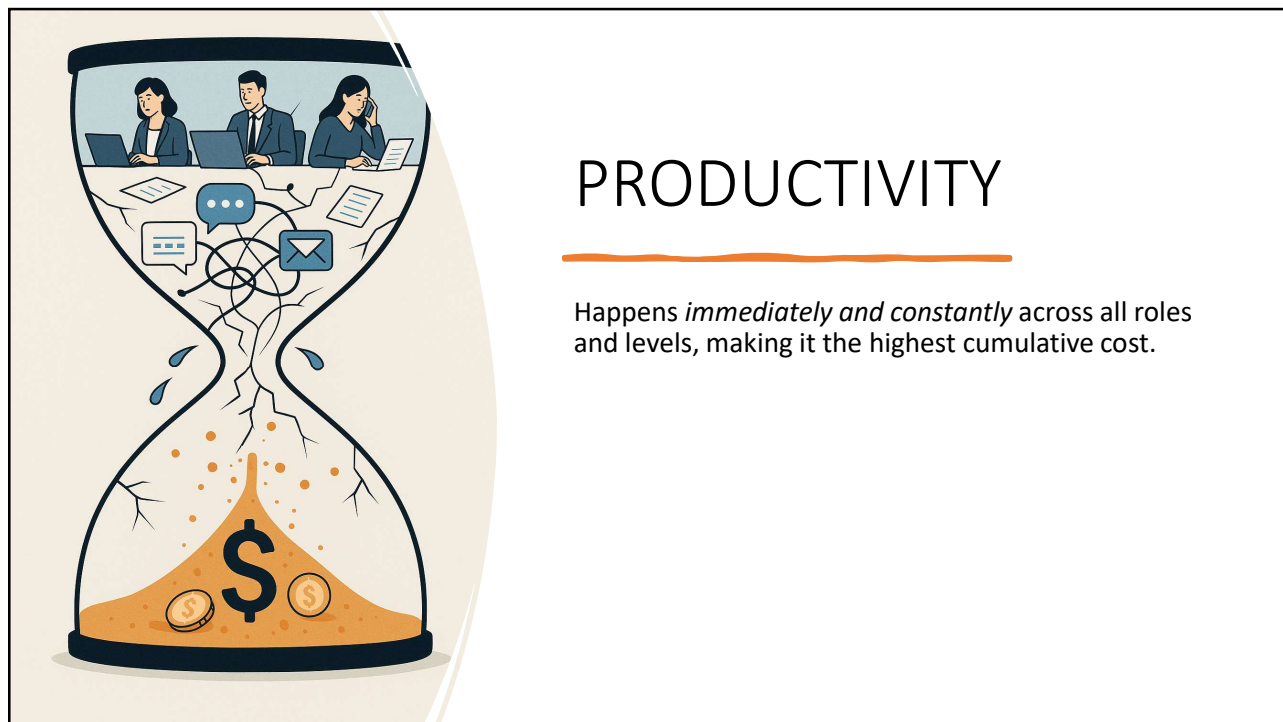 PRODUCTIVITY
Happens immediately and constantly across all roles
and levels, making it the highest cumulative cost.
$
$
$